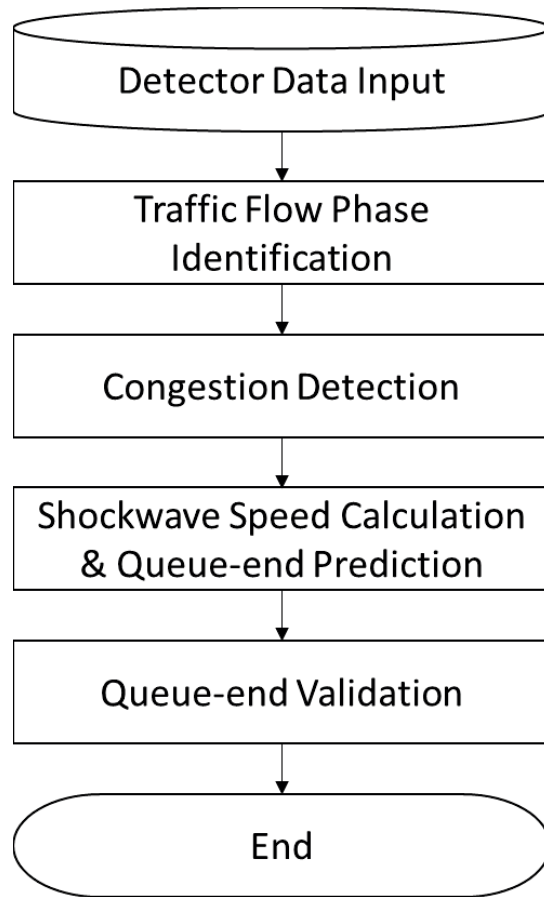 Detector Data Input
Traffic Flow Phase
Identification
Congestion Detection
Shockwave Speed Calculation
& Queue-end Prediction
Queue-end Validation
End